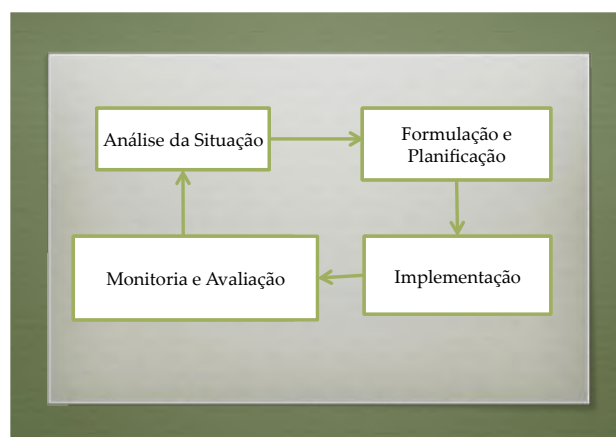 Análise da Situação
Formulação e
Planificação
Monitoria e Avaliação
Implementação